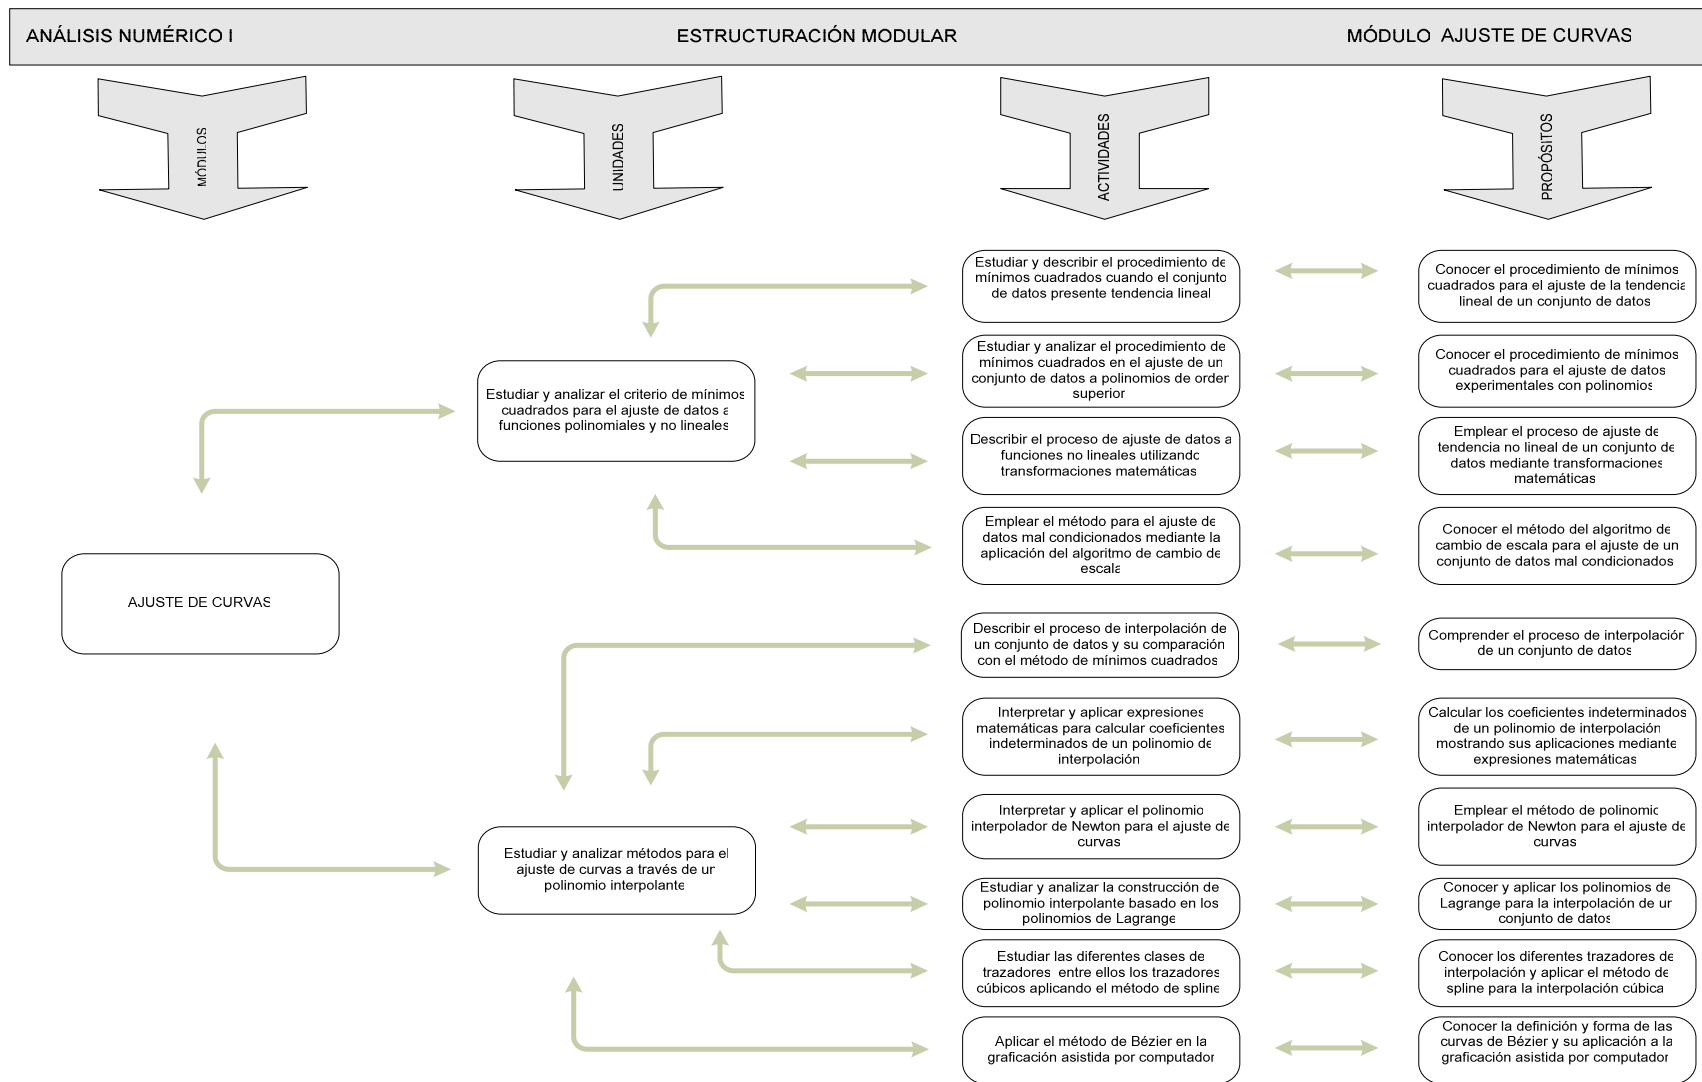 ANÁLISIS NUMÉRICO I
ESTRUCTURACIÓN MODULAR
MÓDULO AJUSTE DE CURVAS
MÓDULOS
UNIDADES
ACTIVIDADES
PROPÓSITOS
AJUSTE DE CURVAS
Estudiar y analizar el criterio de mínimos
cuadrados para el ajuste de datos a
funciones polinomiales y no lineales
Estudiar y describir el procedimiento de
mínimos cuadrados cuando el conjunto
de datos presente tendencia lineal
Conocer el procedimiento de mínimos
cuadrados para el ajuste de la tendencia
lineal de un conjunto de datos
Estudiar y analizar el procedimiento de
mínimos cuadrados en el ajuste de un
conjunto de datos a polinomios de orden
superior
Conocer el procedimiento de mínimos
cuadrados para el ajuste de datos
experimentales con polinomios
Describir el proceso de ajuste de datos a
funciones no lineales utilizando
transformaciones matemáticas
Emplear el proceso de ajuste de
tendencia no lineal de un conjunto de
datos mediante transformaciones
matemáticas
Emplear el método para el ajuste de
datos mal condicionados mediante la
aplicación del algoritmo de cambio de
escala
Conocer el método del algoritmo de
cambio de escala para el ajuste de un
conjunto de datos mal condicionados
Estudiar y analizar métodos para el
ajuste de curvas a través de un
polinomio interpolante
Describir el proceso de interpolación de
un conjunto de datos y su comparación
con el método de mínimos cuadrados
Comprender el proceso de interpolación
de un conjunto de datos
Interpretar y aplicar expresiones
matemáticas para calcular coeficientes
indeterminados de un polinomio de
interpolación
Calcular los coeficientes indeterminados
de un polinomio de interpolación
mostrando sus aplicaciones mediante
expresiones matemáticas
Interpretar y aplicar el polinomio
interpolador de Newton para el ajuste de
curvas
Emplear el método de polinomio
interpolador de Newton para el ajuste de
curvas
Estudiar y analizar la construcción de
polinomio interpolante basado en los
polinomios de Lagrange
Conocer y aplicar los polinomios de
Lagrange para la interpolación de un
conjunto de datos
Estudiar las diferentes clases de
trazadores entre ellos los trazadores
cúbicos aplicando el método de spline
Conocer los diferentes trazadores de
interpolación y aplicar el método de
spline para la interpolación cúbica
Aplicar el método de Bézier en la
graficación asistida por computador
Conocer la definición y forma de las
curvas de Bézier y su aplicación a la
graficación asistida por computador